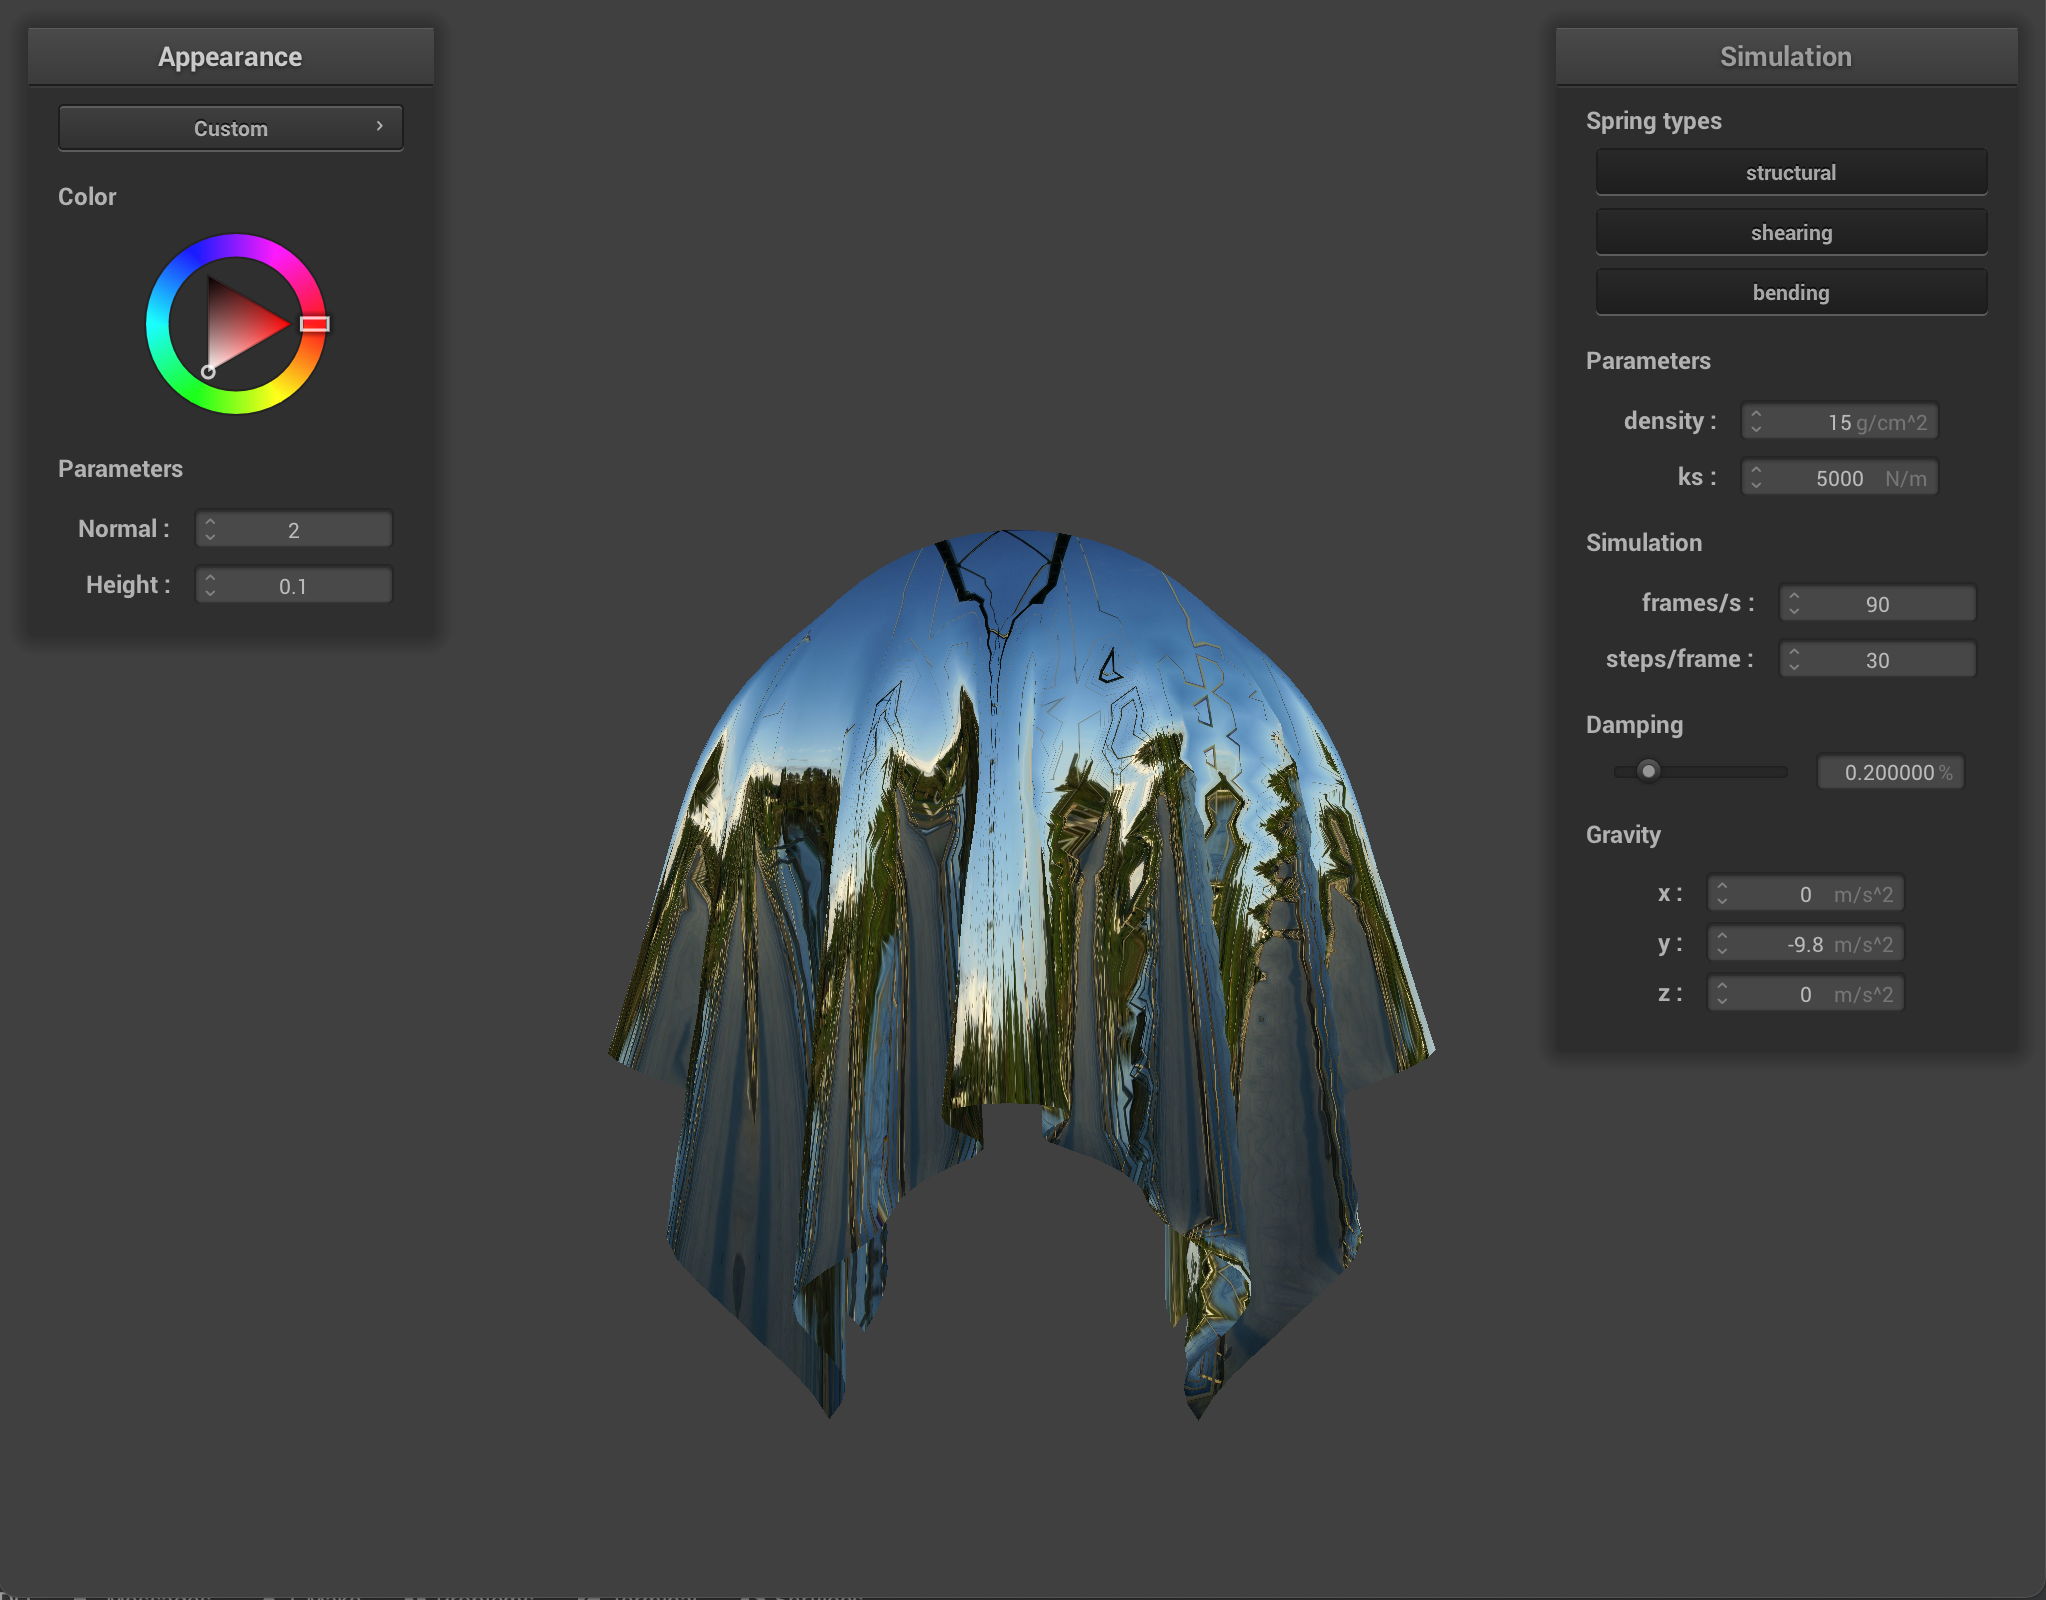 Appearance
Custom
Color
Parameters
Normal : 2
Height : 0.1
Simulation
Spring types
structural
shearing
bending
Parameters
density : 15 g/cm^2
ks : 5000 N/m
Simulation
frames/s : 90
steps/frame : 30
Damping
0.200000 %
Gravity
x : 0 m/s^2
y : -9.8 m/s^2
z : 0 m/s^2